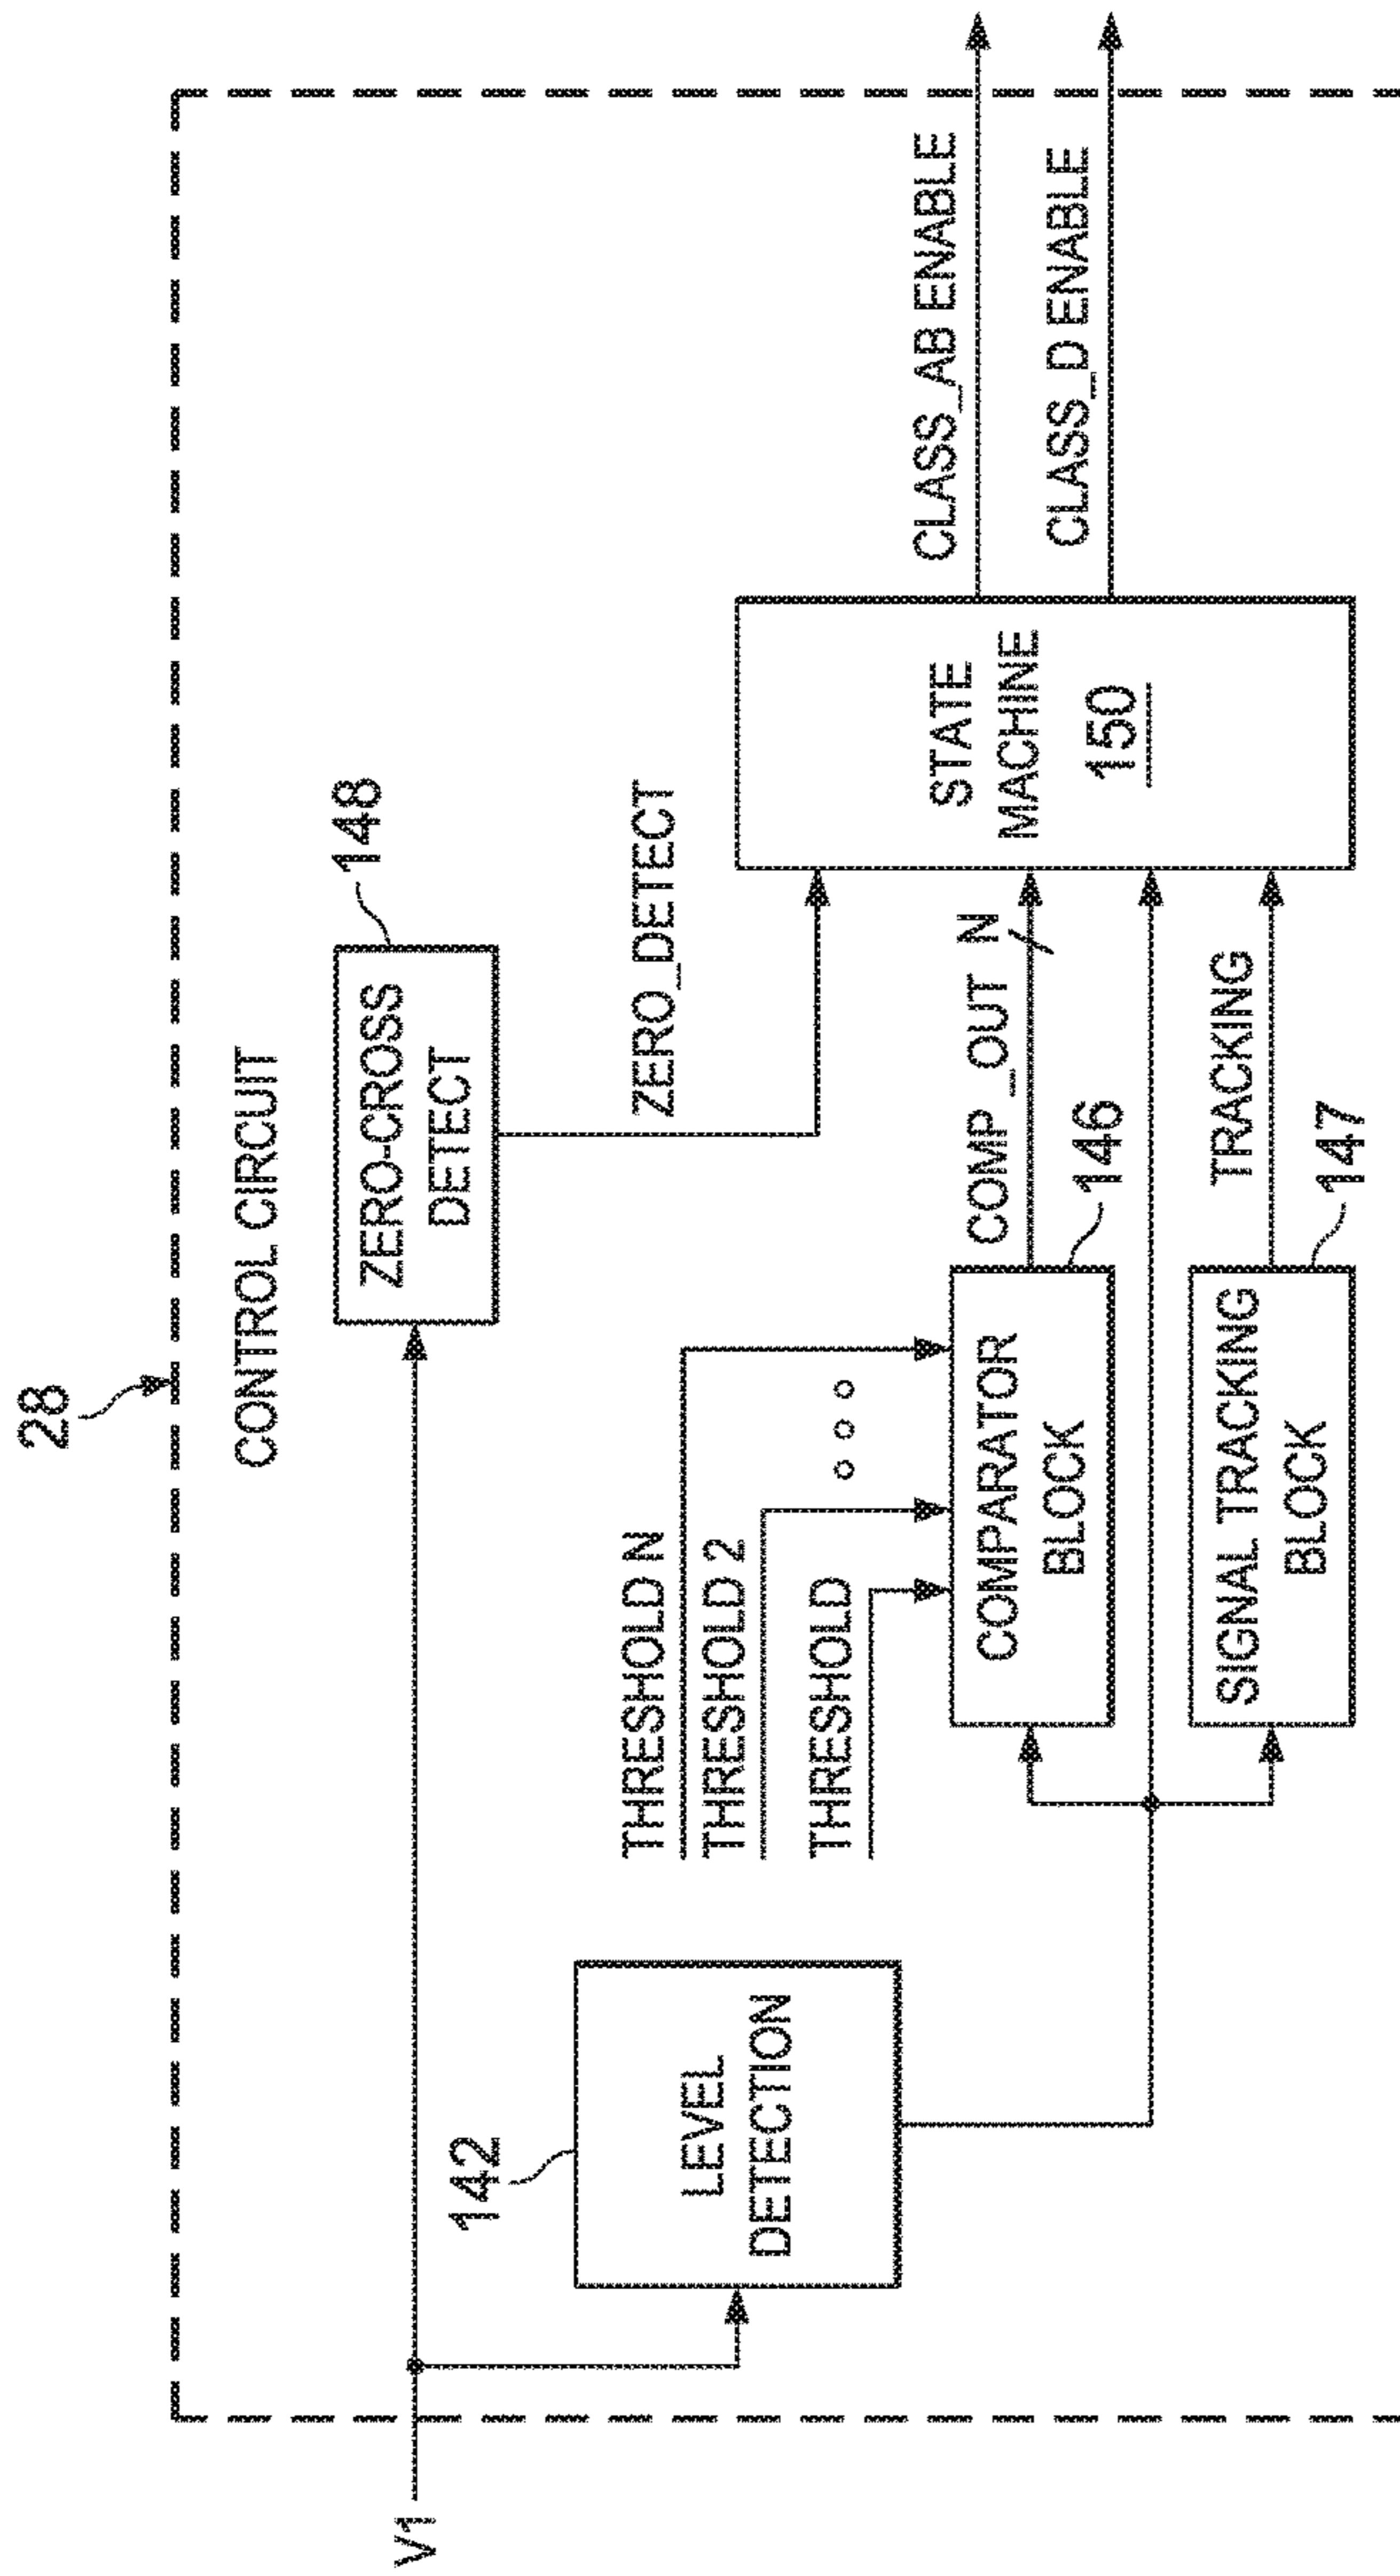 28
CONTROL CIRCUIT
V1
148
ZERO-CROSS
DETECT
ZERO_DETECT
142
LEVEL
DETECTION
THRESHOLD N
THRESHOLD 2
THRESHOLD
COMPARATOR
BLOCK
146
COMP_OUT N
SIGNAL TRACKING
BLOCK
147
TRACKING
STATE
MACHINE
150
CLASS_AB ENABLE
CLASS_D ENABLE